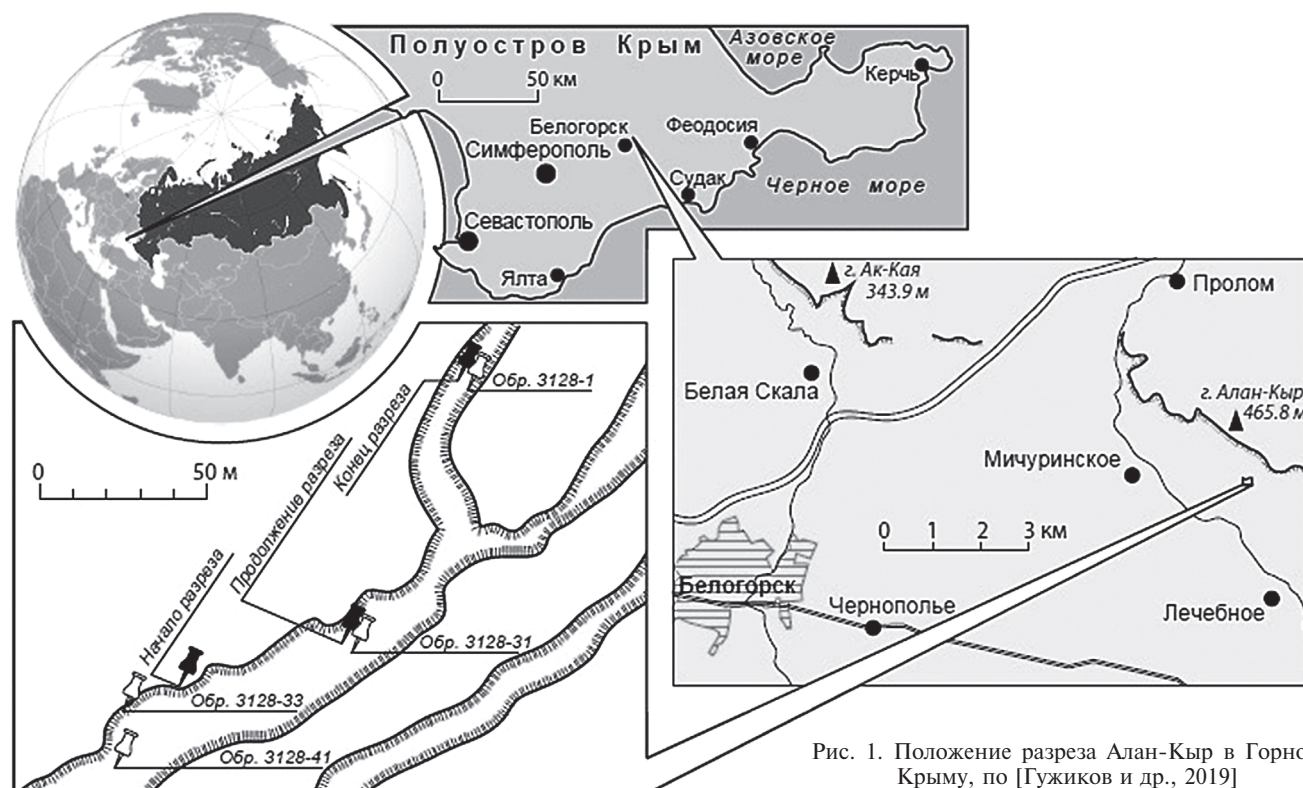 Полуостров Крым
Азовское
море
Керчь
0 50 км
Белогорск
Феодосия
Симферополь
Судак
Черное море
Севастополь
Ялта
г. Ак-Кая
343.9 м
Пролом
Белая Скала
г. Алан-Кыр
465.8 м
Мичуринское
0 1 2 3 км
Белогорск
Чернополье
Лечебное
Обр. 3128-1
Конец разреза
Продолжение разреза
0 50 м
Начало разреза
Обр. 3128-31
Обр. 3128-33
Обр. 3128-41
Рис. 1. Положение разреза Алан-Кыр в Горно
Крыму, по [Гужиков и др., 2019]